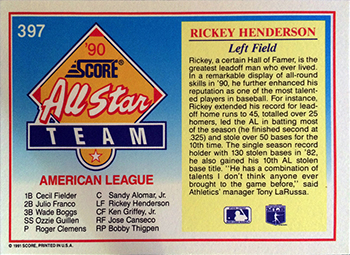 397
'90
SCORE®
All-Star
TEAM
AMERICAN LEAGUE
1B Cecil Fielder
2B Julio Franco
3B Wade Boggs
SS Ozzie Guillen
P Roger Clemens
C Sandy Alomar, Jr.
LF Rickey Henderson
CF Ken Griffey, Jr.
RF Jose Canseco
RP Bobby Thigpen
© 1991 SCORE, PRINTED IN U.S.A.
RICKEY HENDERSON
Left Field
Rickey, a certain Hall of Famer, is the
greatest leadoff man who ever lived.
In a remarkable display of all-round
skills in '90, he further enhanced his
reputation as one of the most tal-
ented players in baseball. For instance,
Rickey extended his record for lead-
off home runs to 45, totalled over 25
homers, led the AL in batting most
of the season (he finished second at
.325) and stole over 50 bases for the
10th time. The single season record
holder with 130 stolen bases in '82,
he also gained his 10th AL stolen
base title. "He has a combination of
talents I don't think anyone ever
brought to the game before," said
Athletics' manager Tony LaRussa.